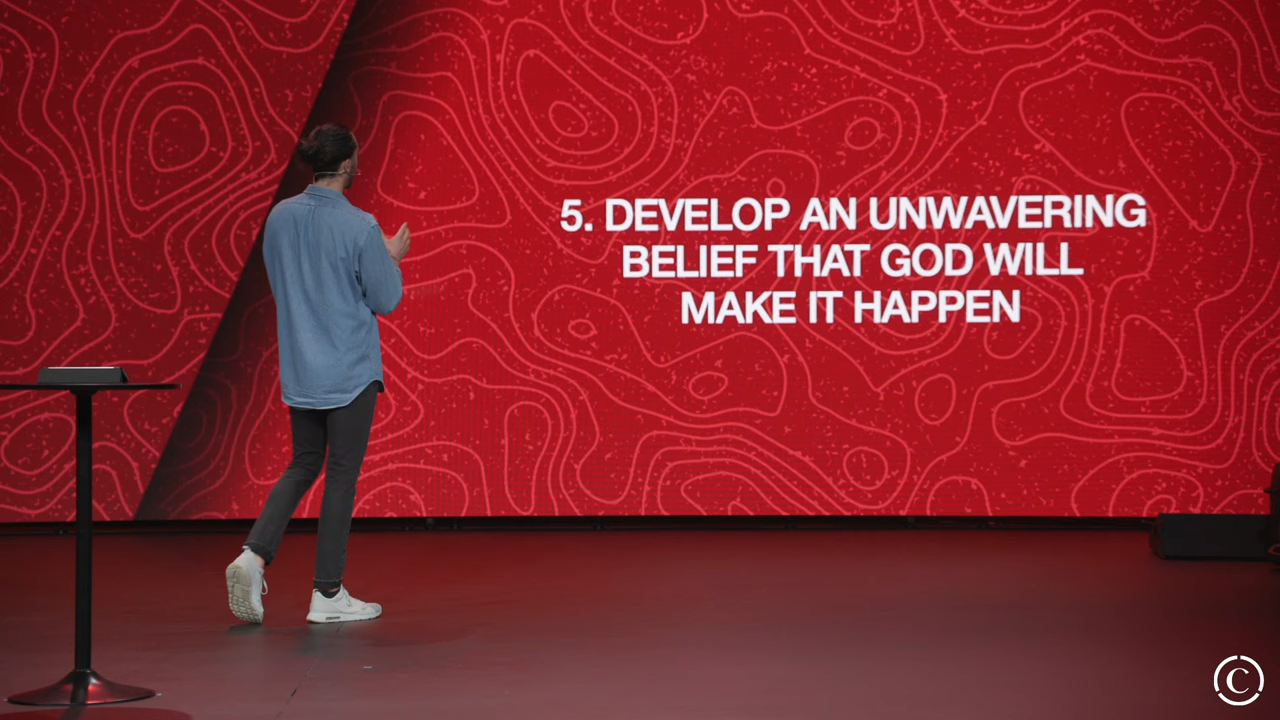 5. DEVELOP AN UNWAVERING
BELIEF THAT GOD WILL
MAKE IT HAPPEN
C